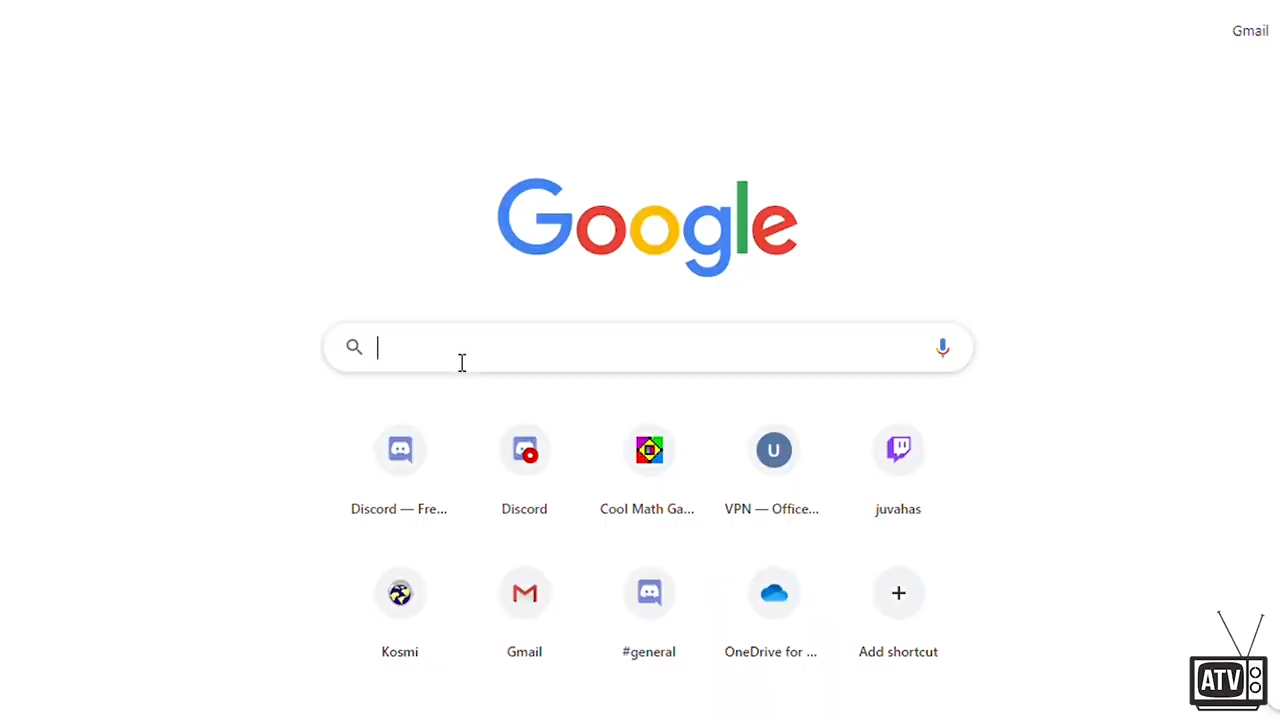 Gmail
Google
Discord — Fre...
Discord
Cool Math Ga...
U
VPN — Office...
juvahas
Kosmi
Gmail
#general
OneDrive for ...
Add shortcut
ATV